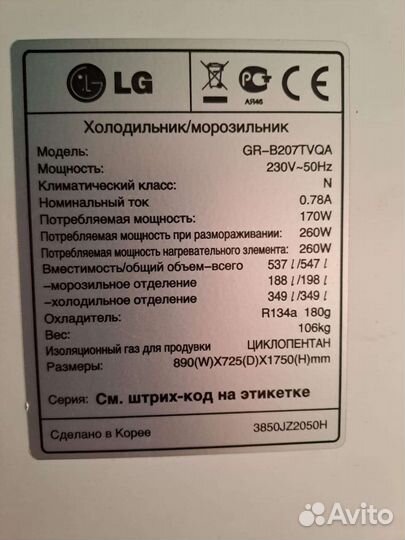 LG
АЯ46
Холодильник/морозильник
Модель: GR-B207TVQA
Мощность: 230V~50Hz
Климатический класс: N
Номинальный ток 0.78A
Потребляемая мощность: 170W
Потребляемая мощность при размораживании: 260W
Потребляемая мощность нагревательного элемента: 260W
Вместимость/общий объем-всего 537 l/547 l
-морозильное отделение 188 l/198 l
-холодильное отделение 349 l/349 l
Охладитель: R134a 180g
Вес: 106kg
Изоляционый газ для продувки ЦИКЛОПЕНТАН
Размеры: 890(W)X725(D)X1750(H)mm
Серия: См. штрих-код на этикетке
Сделано в Корее 3850JZ2050H
Avito